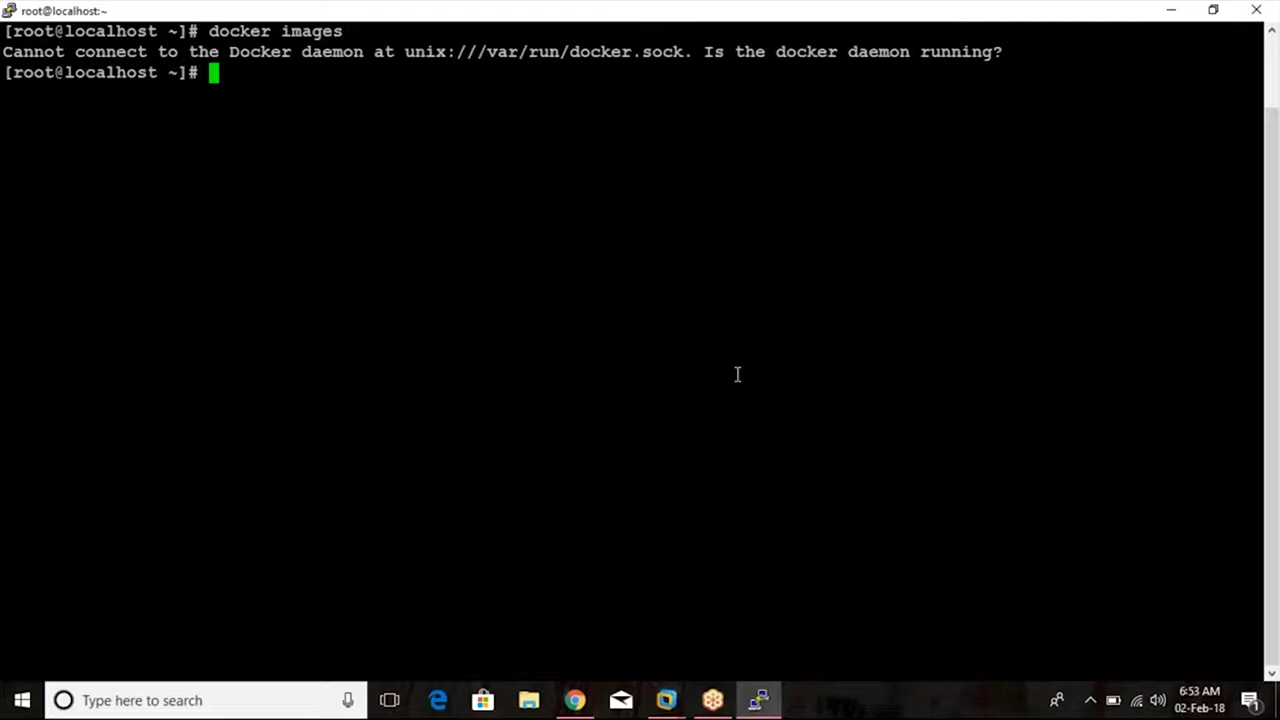 root@localhost:~
[root@localhost ~]# docker images
Cannot connect to the Docker daemon at unix:///var/run/docker.sock. Is the docker daemon running?
[root@localhost ~]#
Type here to search
6:53 AM
02-Feb-18
1